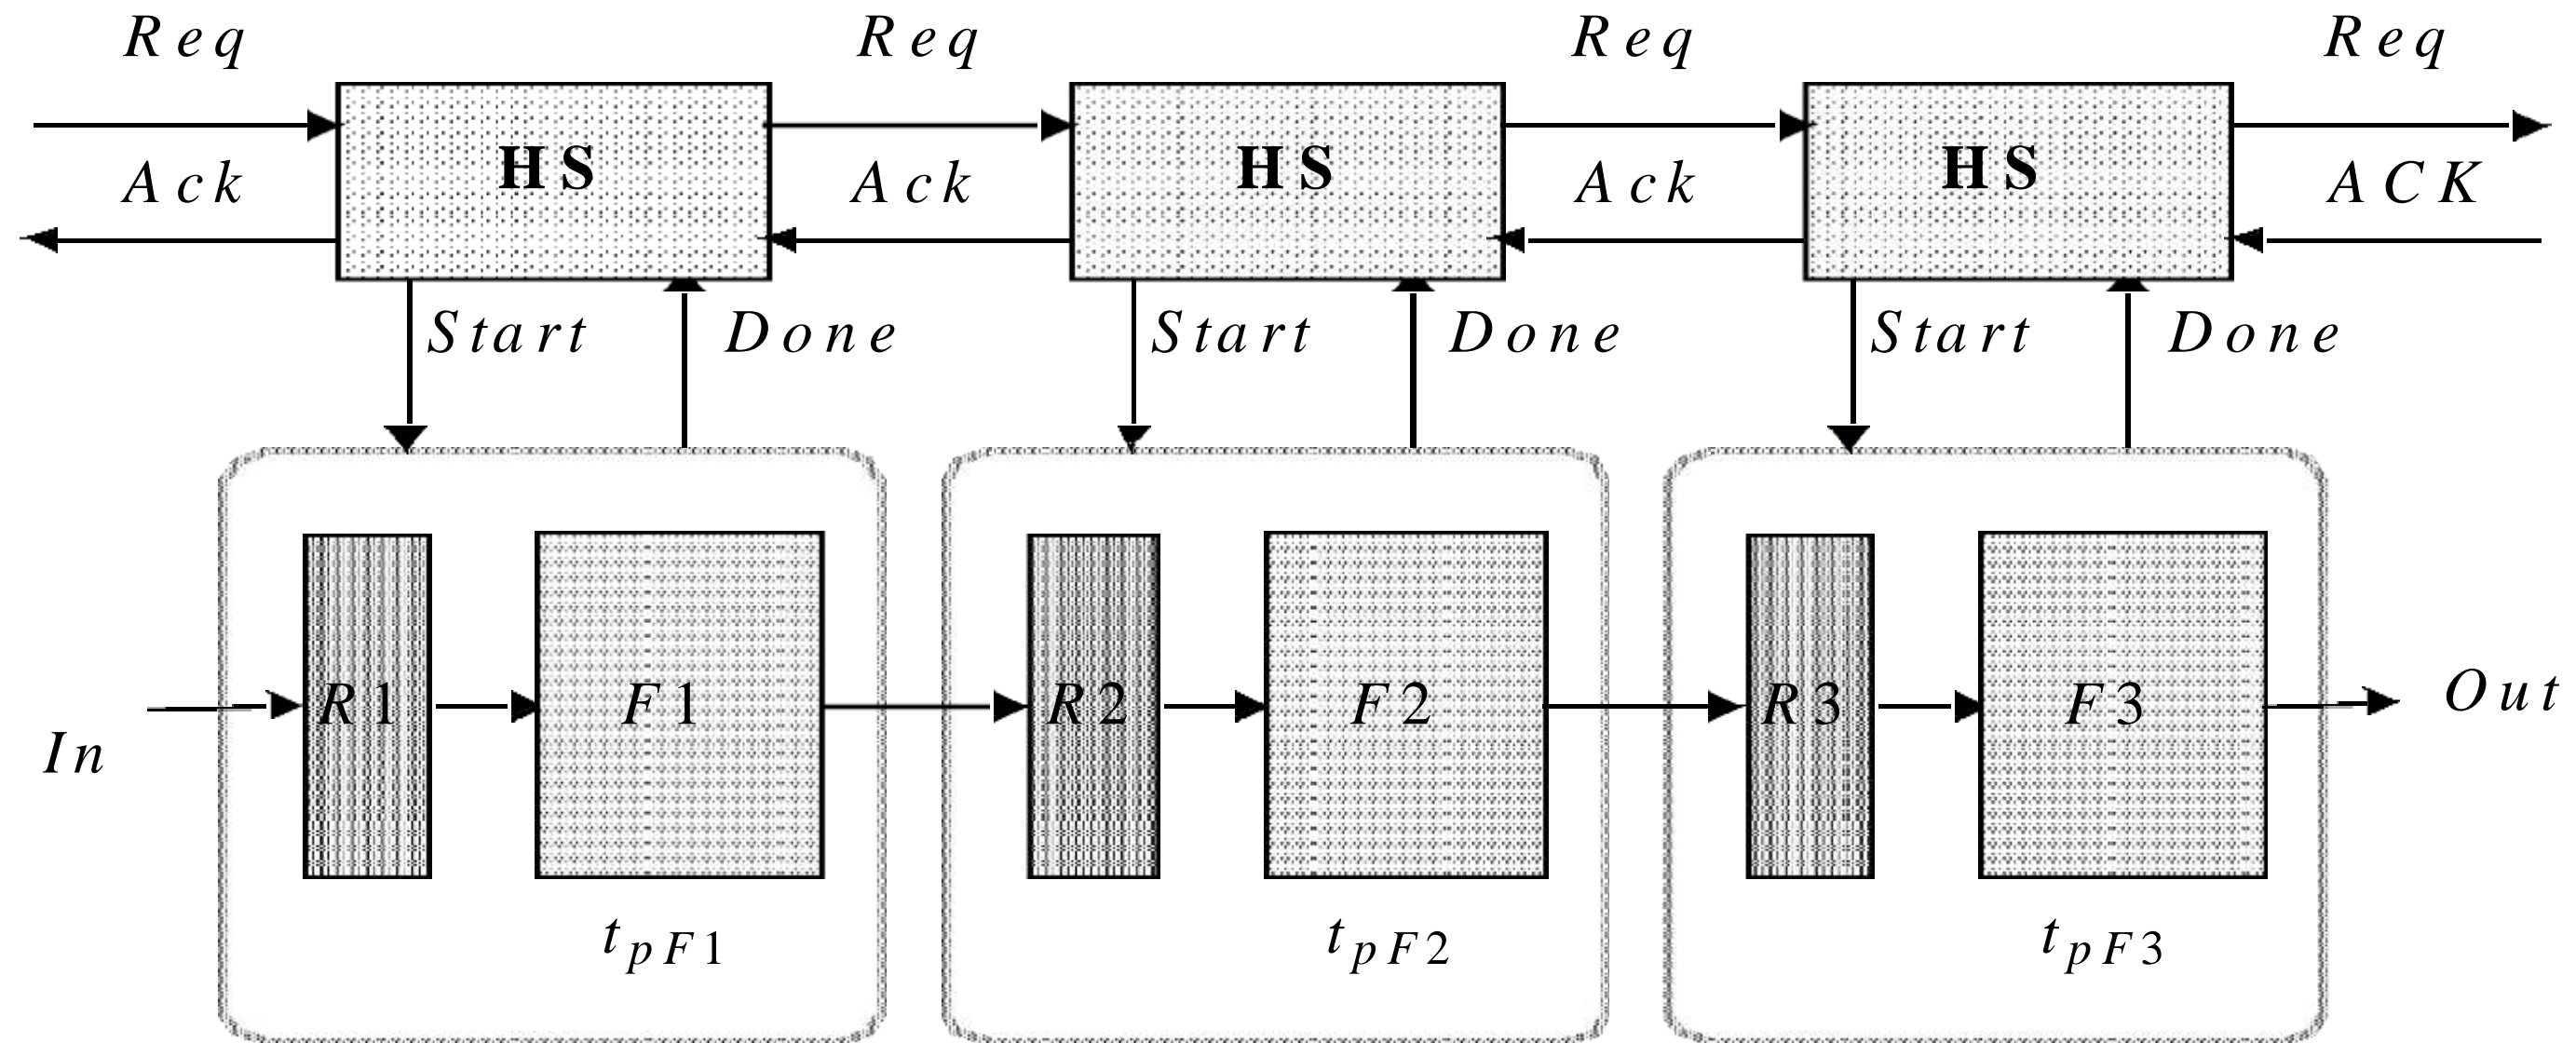 Req Req Req Req
HS HS HS
Ack Ack Ack ACK
Start Done Start Done Start Done
R1 F1 R2 F2 R3 F3 Out
In
tpF1 tpF2 tpF3